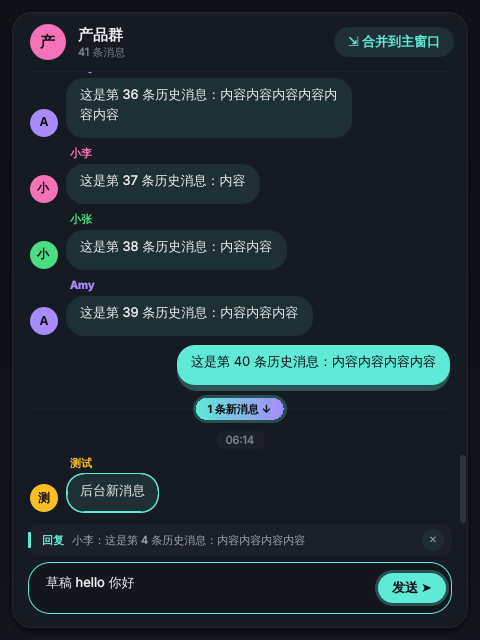 产
产品群
41 条消息
⇲ 合并到主窗口
这是第 36 条历史消息：内容内容内容内容内
容内容
A
小李
这是第 37 条历史消息：内容
小
小张
这是第 38 条历史消息：内容内容
小
Amy
这是第 39 条历史消息：内容内容内容
A
这是第 40 条历史消息：内容内容内容内容
1 条新消息 ↓
06:14
测试
后台新消息
测
回复 小李：这是第 4 条历史消息：内容内容内容内容 ×
草稿 hello 你好
发送 ➤